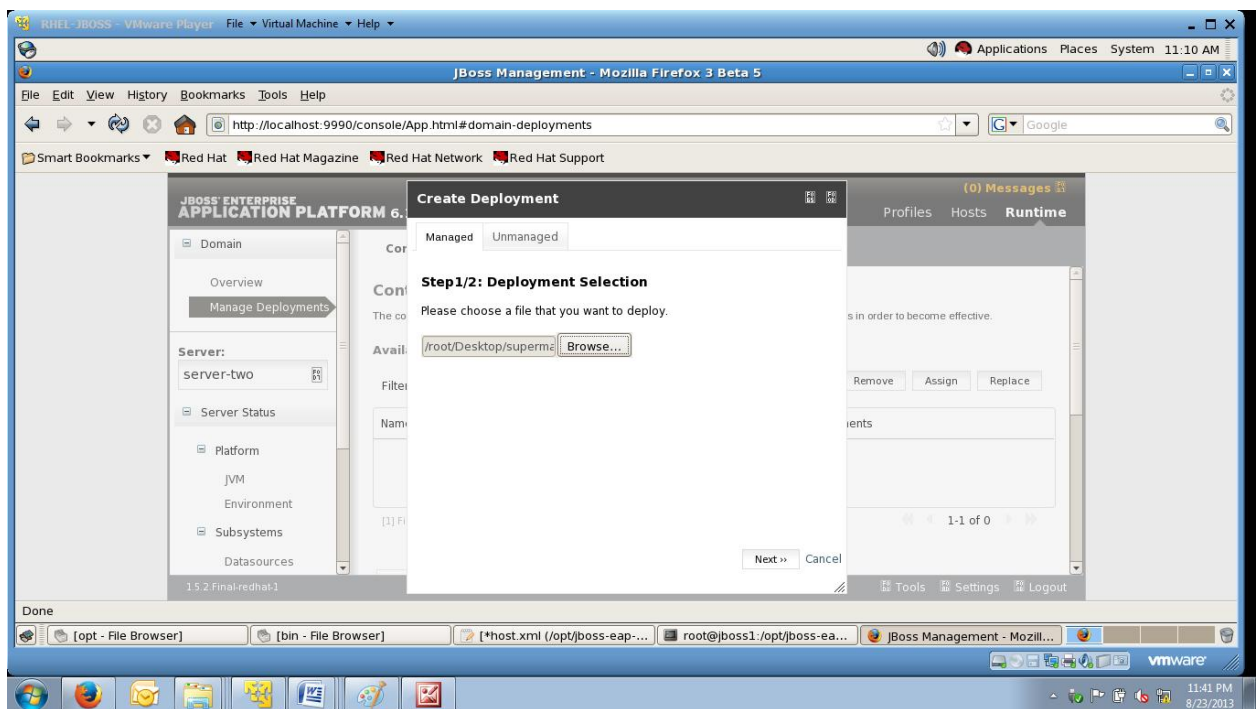 RHEL-JBOSS - VMware Player File Virtual Machine Help
Applications Places System 11:10 AM
JBoss Management - Mozilla Firefox 3 Beta 5
File Edit View History Bookmarks Tools Help
http://localhost:9990/console/App.html#domain-deployments
G Google
Smart Bookmarks Red Hat Red Hat Magazine Red Hat Network Red Hat Support
(0) Messages
JBOSS ENTERPRISE
APPLICATION PLATFORM 6.
Profiles Hosts Runtime
Create Deployment
Managed Unmanaged
Step1/2: Deployment Selection
Please choose a file that you want to deploy.
/root/Desktop/superma Browse...
Next ›› Cancel
Domain
Overview
Manage Deployments
Server:
server-two
Server Status
Platform
JVM
Environment
Subsystems
Datasources
Con
The co
s in order to become effective.
Avail
Filter
Remove Assign Replace
Nam
ents
1-1 of 0
1.5.2.Final-redhat-1
Tools Settings Logout
Done
[opt - File Browser] [bin - File Browser] [*host.xml (/opt/jboss-eap-... root@jboss1:/opt/jboss-ea... JBoss Management - Mozill...
vmware
11:41 PM
8/23/2013